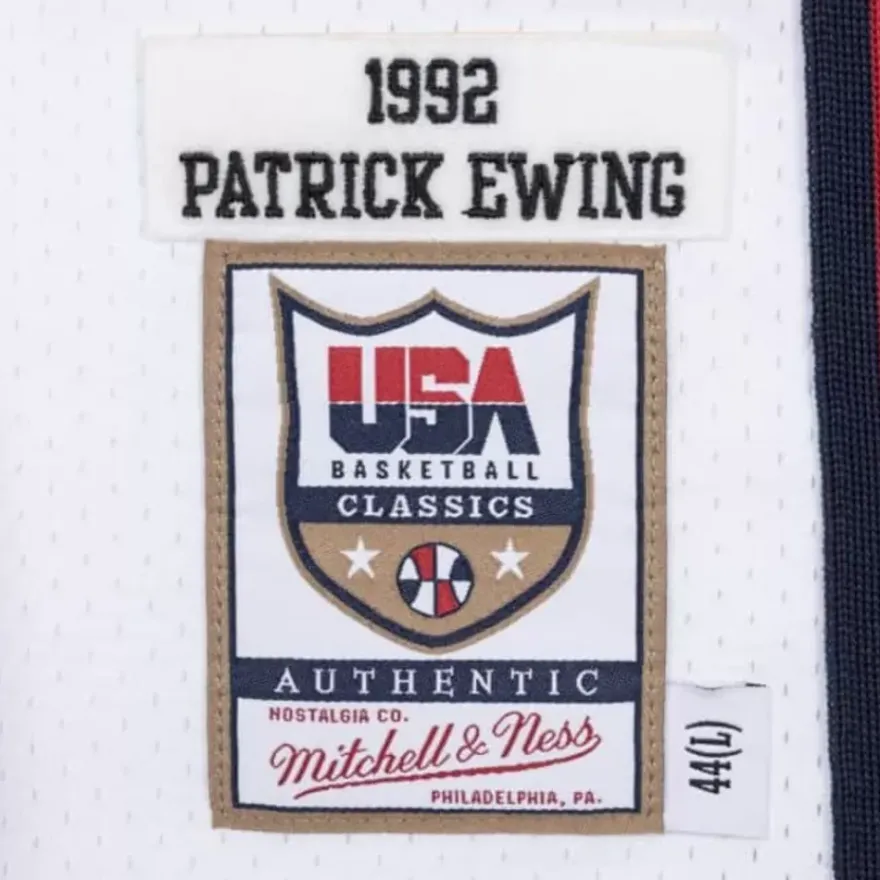 1992
PATRICK EWING
USA
BASKETBALL
CLASSICS
AUTHENTIC
NOSTALGIA CO.
Mitchell & Ness
PHILADELPHIA, PA.
44(L)